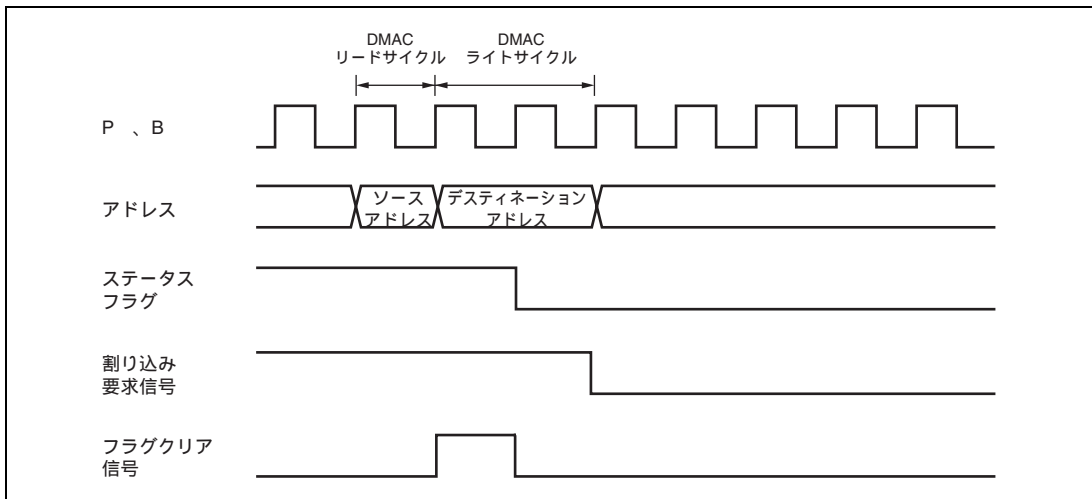 DMAC DMAC
リードサイクル ライトサイクル
P 、B
アドレス
ソース
アドレス
デスティネーション
アドレス
ステータス
フラグ
割り込み
要求信号
フラグクリア
信号